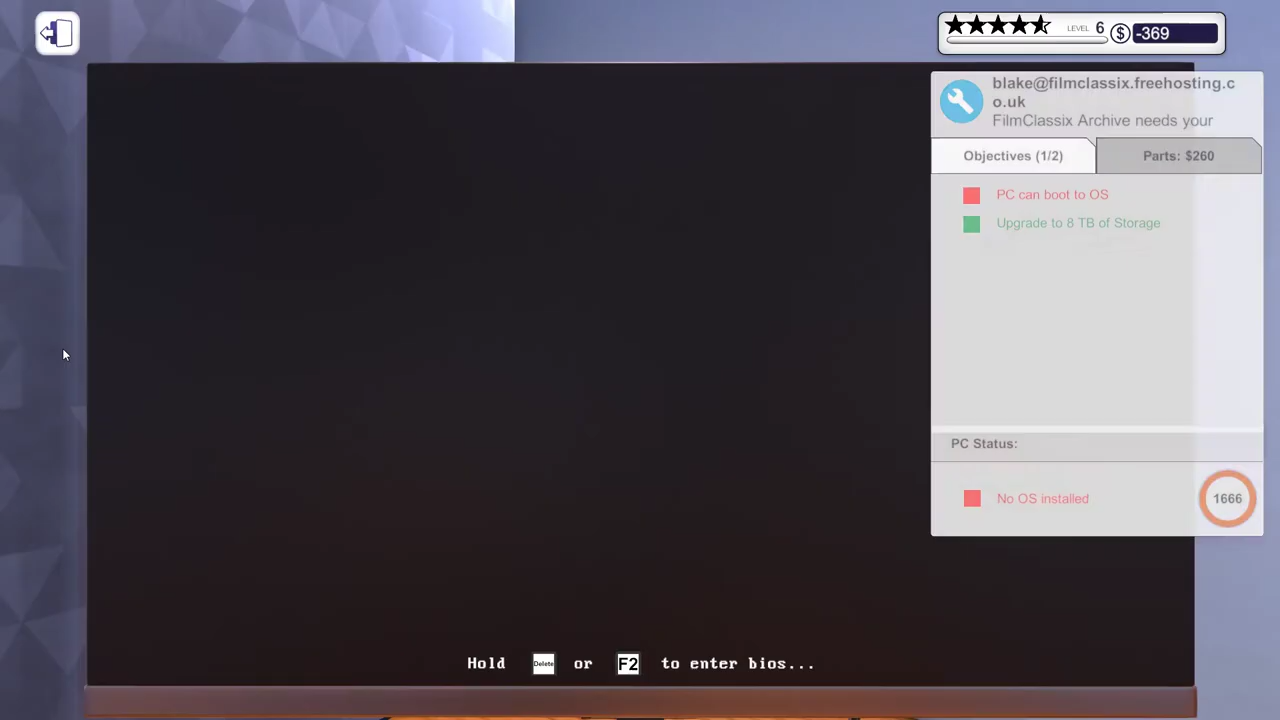 LEVEL 6 $ -369
blake@filmclassix.freehosting.c
o.uk
FilmClassix Archive needs your
Objectives (1/2) Parts: $260
PC can boot to OS
Upgrade to 8 TB of Storage
PC Status:
No OS installed 1666
Hold Delete or F2 to enter bios...